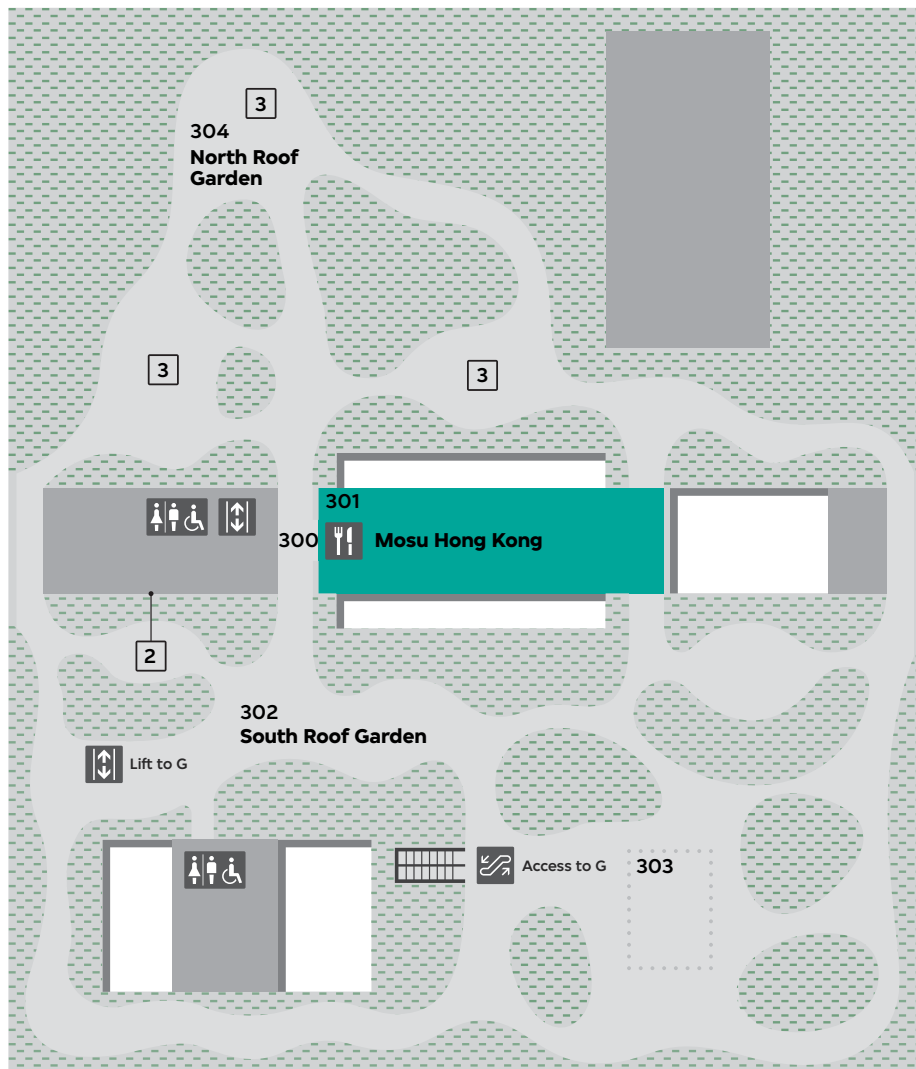 3
304
North Roof
Garden
3
3
301
300
Mosu Hong Kong
2
302
South Roof Garden
Lift to G
Access to G
303